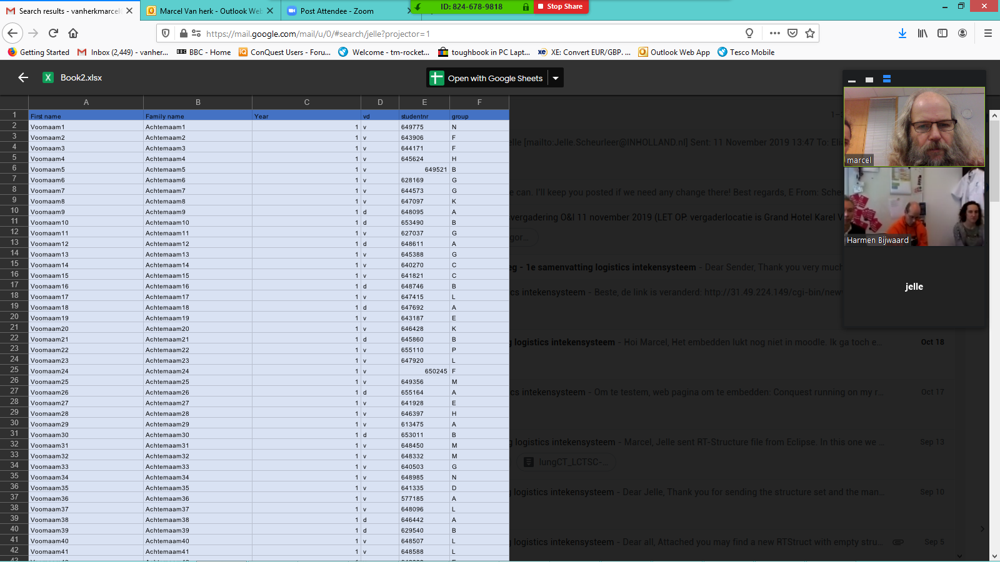 Search results - vanherkmarcel
Marcel Van herk - Outlook Web
Post Attendee - Zoom
ID: 824-678-9818
Stop Share
https://mail.google.com/mail/u/0/#search/jelle?projector=1
Getting Started
Inbox (2,449) - vanher...
BBC - Home
ConQuest Users - Foru...
Welcome - tm-rocket...
toughbook in PC Lapt...
XE: Convert EUR/GBP. ...
Outlook Web App
Tesco Mobile
Book2.xlsx
Open with Google Sheets
A B C D E F
1 First name Family name Year vd studentnr group
2 Voornaam1 Achternaam1 1 v 649775 N
3 Voornaam2 Achternaam2 1 v 643906 F
4 Voornaam3 Achternaam3 1 v 644171 F
5 Voornaam4 Achternaam4 1 v 645624 H
6 Voornaam5 Achternaam5 1 v 649521 B
7 Voornaam6 Achternaam6 1 v 628169 G
8 Voornaam7 Achternaam7 1 v 644573 G
9 Voornaam8 Achternaam8 1 v 647097 K
10 Voornaam9 Achternaam9 1 d 648095 A
11 Voornaam10 Achternaam10 1 d 653490 B
12 Voornaam11 Achternaam11 1 v 627037 G
13 Voornaam12 Achternaam12 1 d 648611 A
14 Voornaam13 Achternaam13 1 v 645388 G
15 Voornaam14 Achternaam14 1 v 640270 C
16 Voornaam15 Achternaam15 1 v 641821 C
17 Voornaam16 Achternaam16 1 d 648746 B
18 Voornaam17 Achternaam17 1 v 647415 L
19 Voornaam18 Achternaam18 1 d 647692 A
20 Voornaam19 Achternaam19 1 v 643187 E
21 Voornaam20 Achternaam20 1 v 646428 K
22 Voornaam21 Achternaam21 1 d 645860 B
23 Voornaam22 Achternaam22 1 v 655110 P
24 Voornaam23 Achternaam23 1 v 647920 L
25 Voornaam24 Achternaam24 1 v 650245 F
26 Voornaam25 Achternaam25 1 v 649356 M
27 Voornaam26 Achternaam26 1 d 655164 A
28 Voornaam27 Achternaam27 1 v 641928 E
29 Voornaam28 Achternaam28 1 v 646397 H
30 Voornaam29 Achternaam29 1 v 613475 A
31 Voornaam30 Achternaam30 1 d 653011 B
32 Voornaam31 Achternaam31 1 v 648450 M
33 Voornaam32 Achternaam32 1 v 648332 M
34 Voornaam33 Achternaam33 1 v 640503 G
35 Voornaam34 Achternaam34 1 v 648985 N
36 Voornaam35 Achternaam35 1 v 641335 D
37 Voornaam36 Achternaam36 1 v 577185 A
38 Voornaam37 Achternaam37 1 v 648096 L
39 Voornaam38 Achternaam38 1 d 646442 A
40 Voornaam39 Achternaam39 1 d 629540 B
41 Voornaam40 Achternaam40 1 v 648507 L
42 Voornaam41 Achternaam41 1 v 648588 L
elle [mailto:Jelle.Scheurleer@INHOLLAND.nl] Sent: 11 November 2019 13:47 To: Eli
e can. I'll keep you posted if we need any change there! Best regards, E From: Sche
vergadering O&I 11 november 2019 (LET OP. vergaderlocatie is Grand Hotel Karel V
gor...
eg - 1e samenvatting logistics intekensysteem - Dear Sender, Thank you very much
cs intekensysteem - Beste, de link is veranderd: http://31.49.224.149/cgi-bin/new
g logistics intekensysteem - Hoi Marcel, Het embedden lukt nog niet in moodle. Ik ga toch e... Oct 18
cs intekensysteem - Om te testem, web pagina om te embedden: Conquest running on my r... Oct 17
g logistics intekensysteem - Marcel, Jelle sent RT-Structure file from Eclipse. In this one we ... Sep 13
lungCT_LCTSC-...
g logistics intekensysteem - Dear Jelle, Thank you for sending the structure set and the man... Sep 10
g logistics intekensysteem - Dear all, Attached you may find a new RTStruct with empty stru... Sep 5
marcel
Harmen Bijwaard
jelle